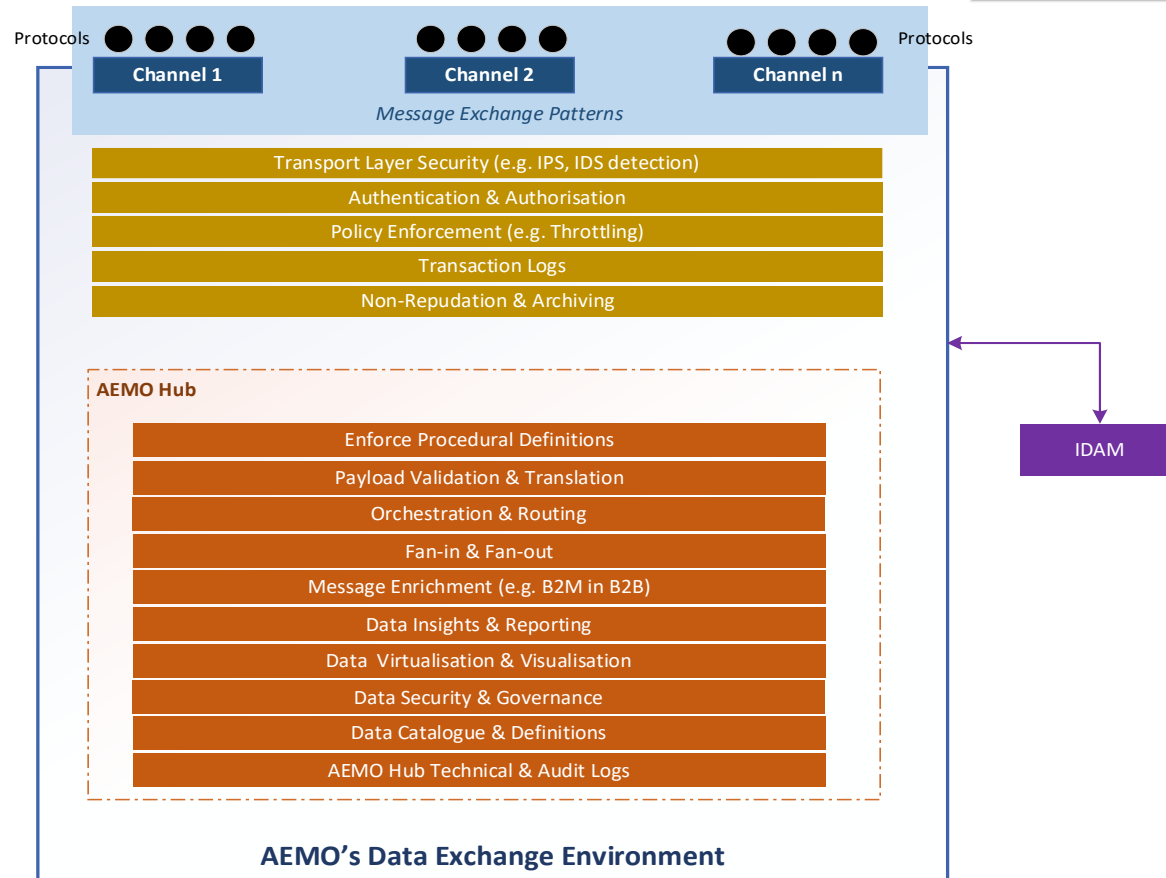 Protocols
Protocols
Channel 1
Channel 2
Channel n
Message Exchange Patterns
Transport Layer Security (e.g. IPS, IDS detection)
Authentication & Authorisation
Policy Enforcement (e.g. Throttling)
Transaction Logs
Non-Repudation & Archiving
AEMO Hub
Enforce Procedural Definitions
Payload Validation & Translation
Orchestration & Routing
Fan-in & Fan-out
Message Enrichment (e.g. B2M in B2B)
Data Insights & Reporting
Data  Virtualisation & Visualisation
Data Security & Governance
Data Catalogue & Definitions
AEMO Hub Technical & Audit Logs
IDAM
AEMO’s Data Exchange Environment